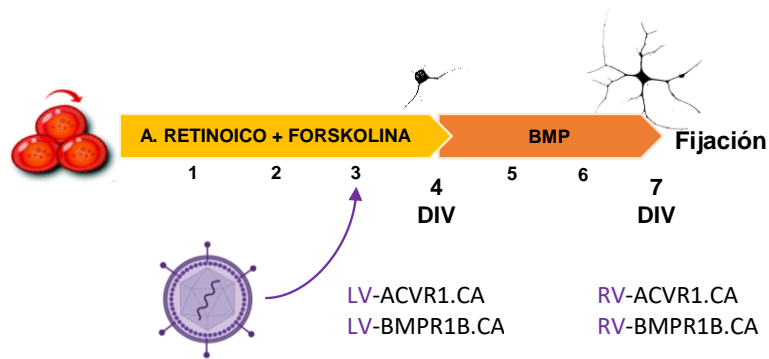 A. RETINOICO + FORSKOLINA
BMP
Fijación
1
2
3
4
DIV
5
6
7
DIV
LV-ACVR1.CA
LV-BMPR1B.CA
RV-ACVR1.CA
RV-BMPR1B.CA